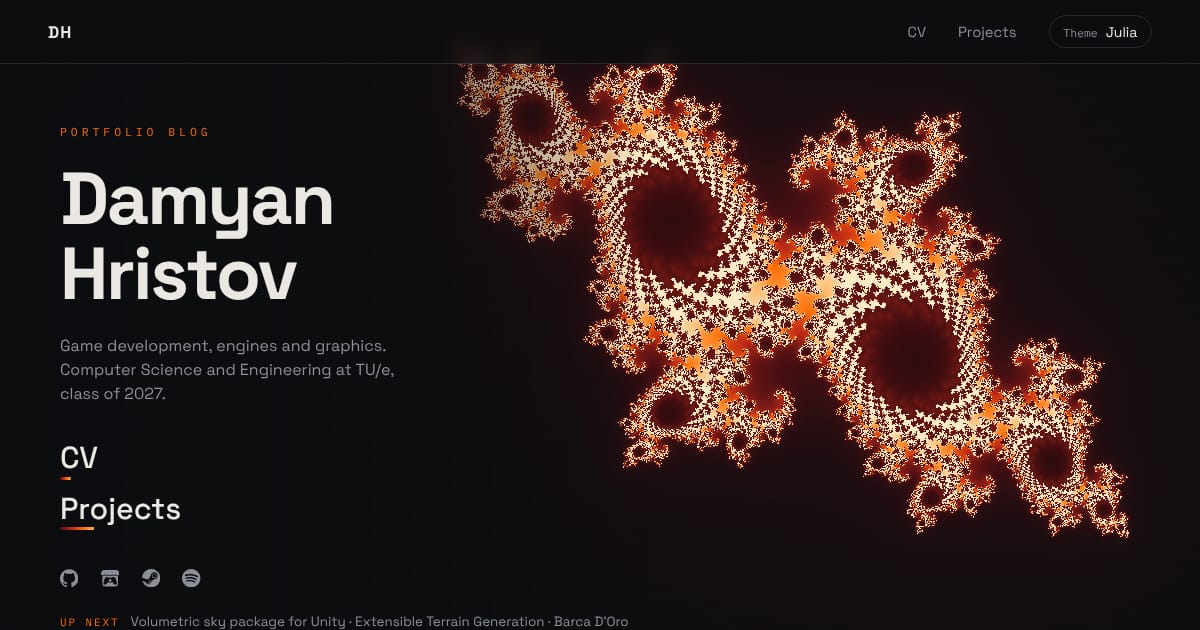 DH
CV
Projects
Theme Julia
PORTFOLIO BLOG
Damyan
Hristov
Game development, engines and graphics.
Computer Science and Engineering at TU/e,
class of 2027.
CV
Projects
UP NEXT Volumetric sky package for Unity · Extensible Terrain Generation · Barca D'Oro